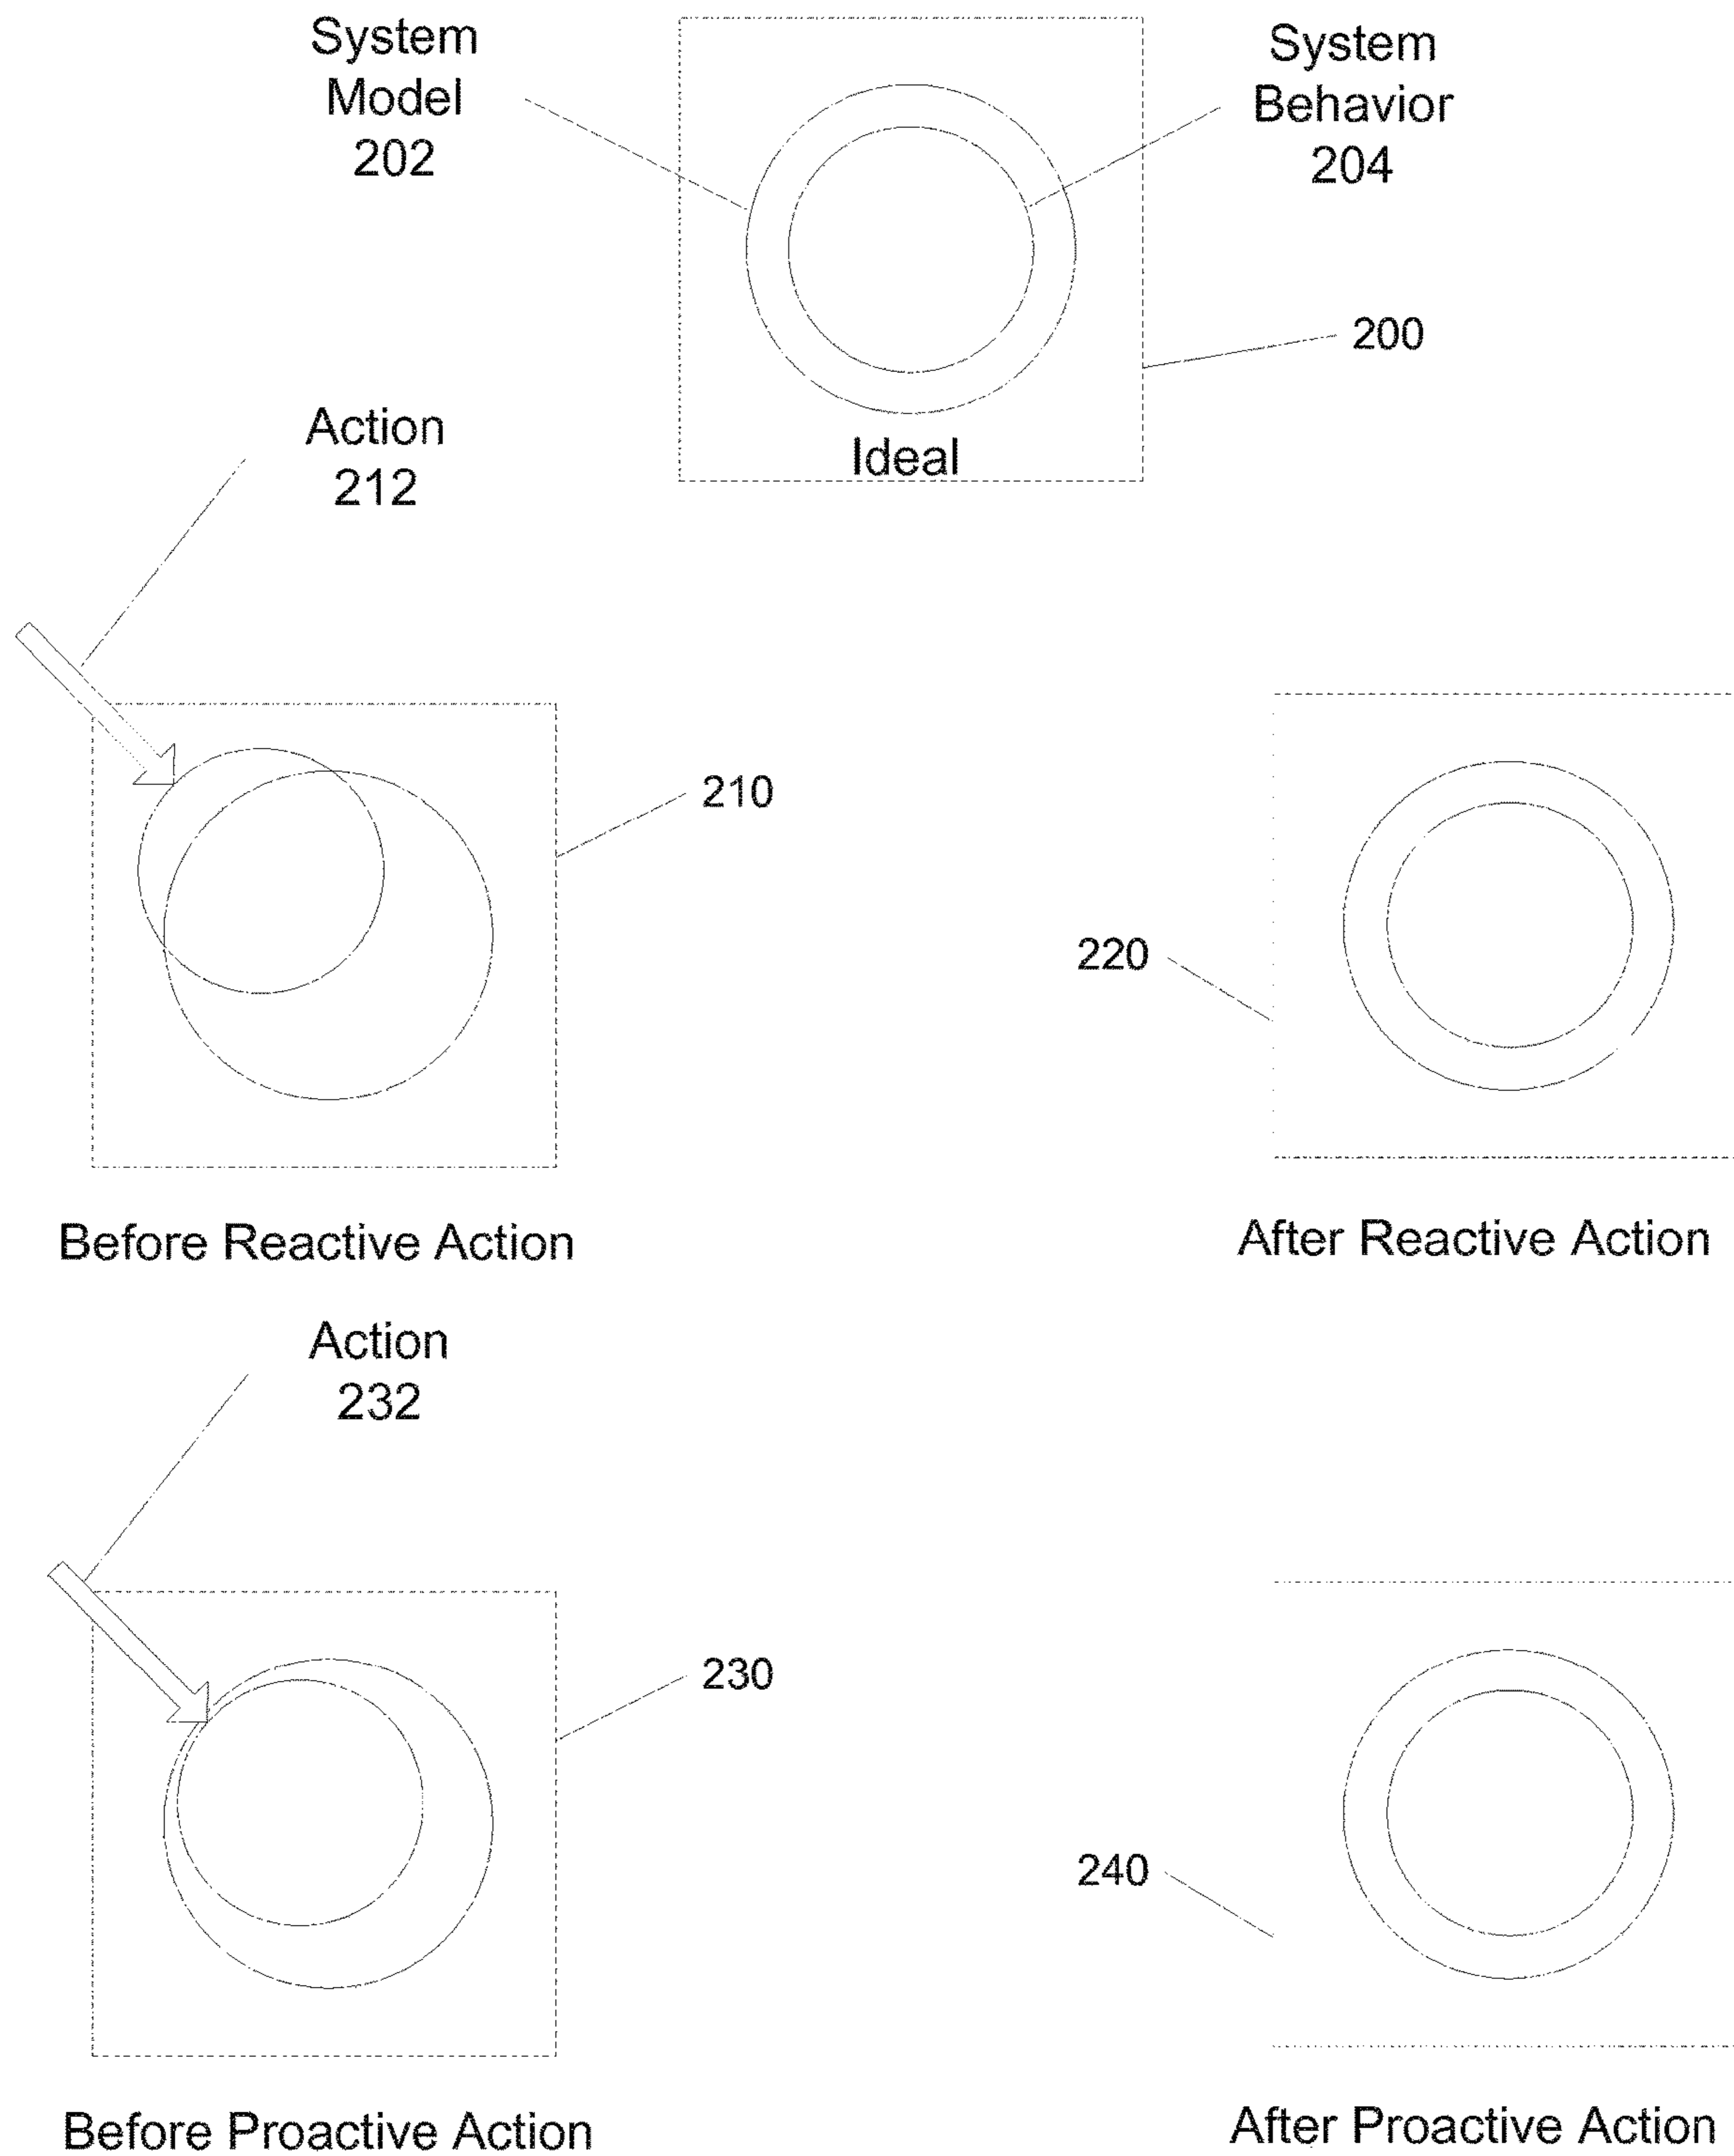 System
Model
202
System
Behavior
204
200
Ideal
Action
212
210
220
Before Reactive Action
After Reactive Action
Action
232
230
240
Before Proactive Action
After Proactive Action